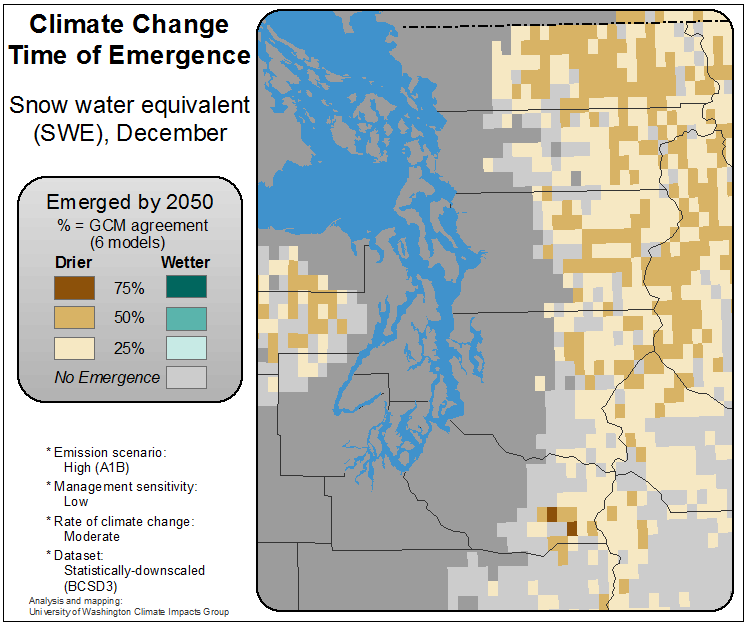 Climate Change
Time of Emergence
Snow water equivalent
(SWE), December
Emerged by 2050
% = GCM agreement
(6 models)
Drier Wetter
75%
50%
25%
No Emergence
* Emission scenario:
High (A1B)
* Management sensitivity:
Low
* Rate of climate change:
Moderate
* Dataset:
Statistically-downscaled
(BCSD3)
Analysis and mapping:
University of Washington Climate Impacts Group